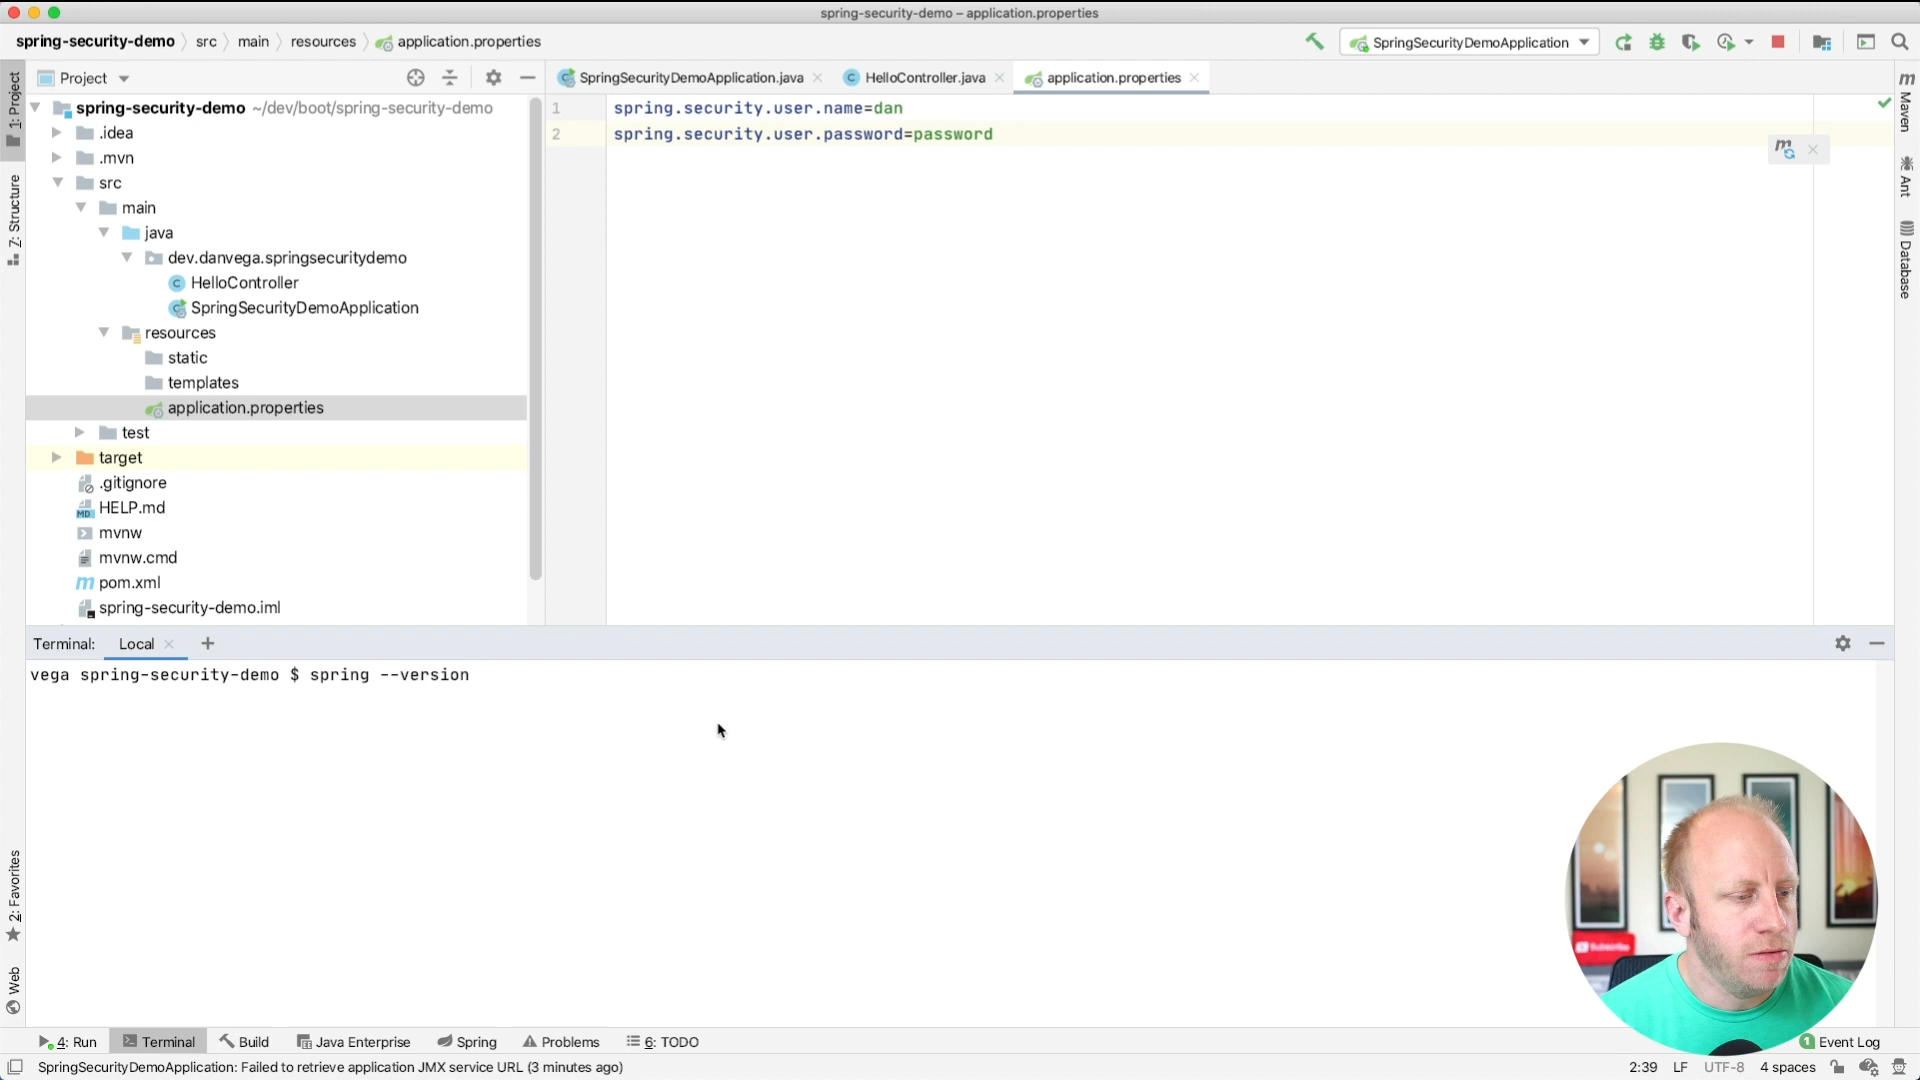 spring-security-demo – application.properties
spring-security-demo src main resources application.properties
SpringSecurityDemoApplication
Project
SpringSecurityDemoApplication.java HelloController.java application.properties
1: Project
Z: Structure
2: Favorites
Web
spring-security-demo ~/dev/boot/spring-security-demo
.idea
.mvn
src
main
java
dev.danvega.springsecuritydemo
HelloController
SpringSecurityDemoApplication
resources
static
templates
application.properties
test
target
.gitignore
HELP.md
mvnw
mvnw.cmd
pom.xml
spring-security-demo.iml
1 spring.security.user.name=dan
2 spring.security.user.password=password
Maven
Ant
Database
Terminal: Local
vega spring-security-demo $ spring --version
Subscribe
4: Run Terminal Build Java Enterprise Spring Problems 6: TODO 1 Event Log
SpringSecurityDemoApplication: Failed to retrieve application JMX service URL (3 minutes ago) 2:39 LF UTF-8 4 spaces